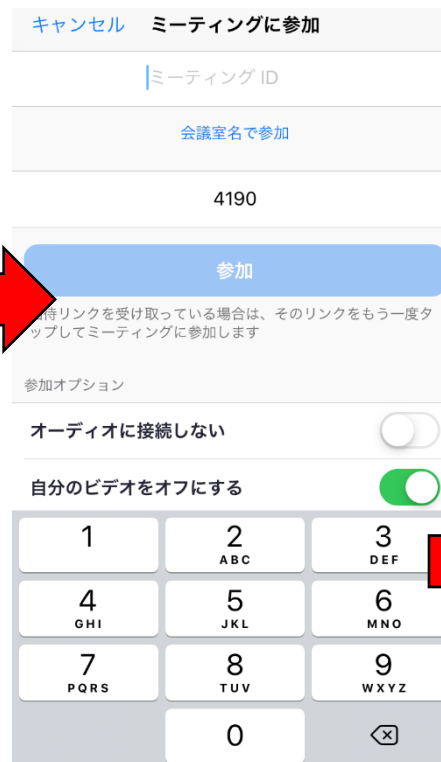 キャンセル ミーティングに参加
ミーティング ID
会議室名で参加
4190
参加
待リンクを受け取っている場合は、そのリンクをもう一度タ
ップしてミーティングに参加します
参加オプション
オーディオに接続しない
自分のビデオをオフにする
1 2 3
ABC DEF
4 5 6
GHI JKL MNO
7 8 9
PQRS TUV WXYZ
0